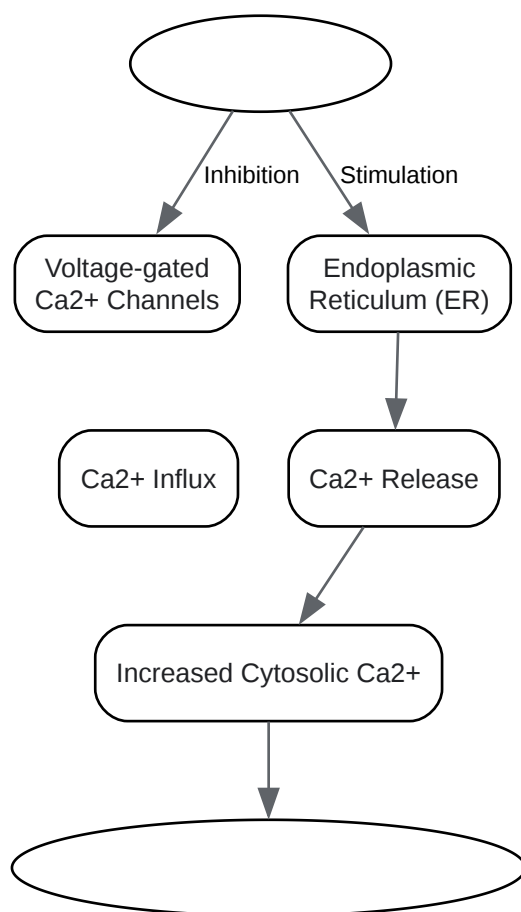 Inhibition
Stimulation
Voltage-gated
Ca2+ Channels
Endoplasmic
Reticulum (ER)
Ca2+ Influx
Ca2+ Release
Increased Cytosolic Ca2+